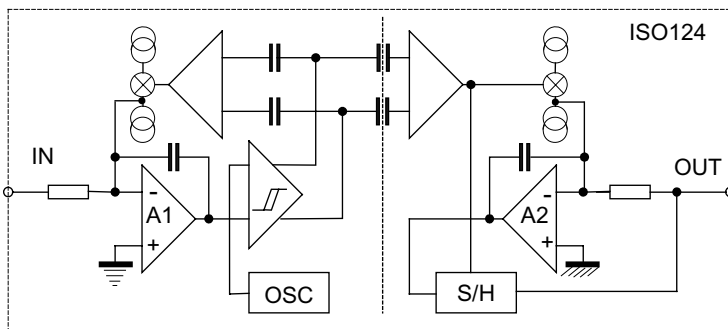 ISO124
IN
OUT
-
A1
+
-
A2
+
OSC
S/H